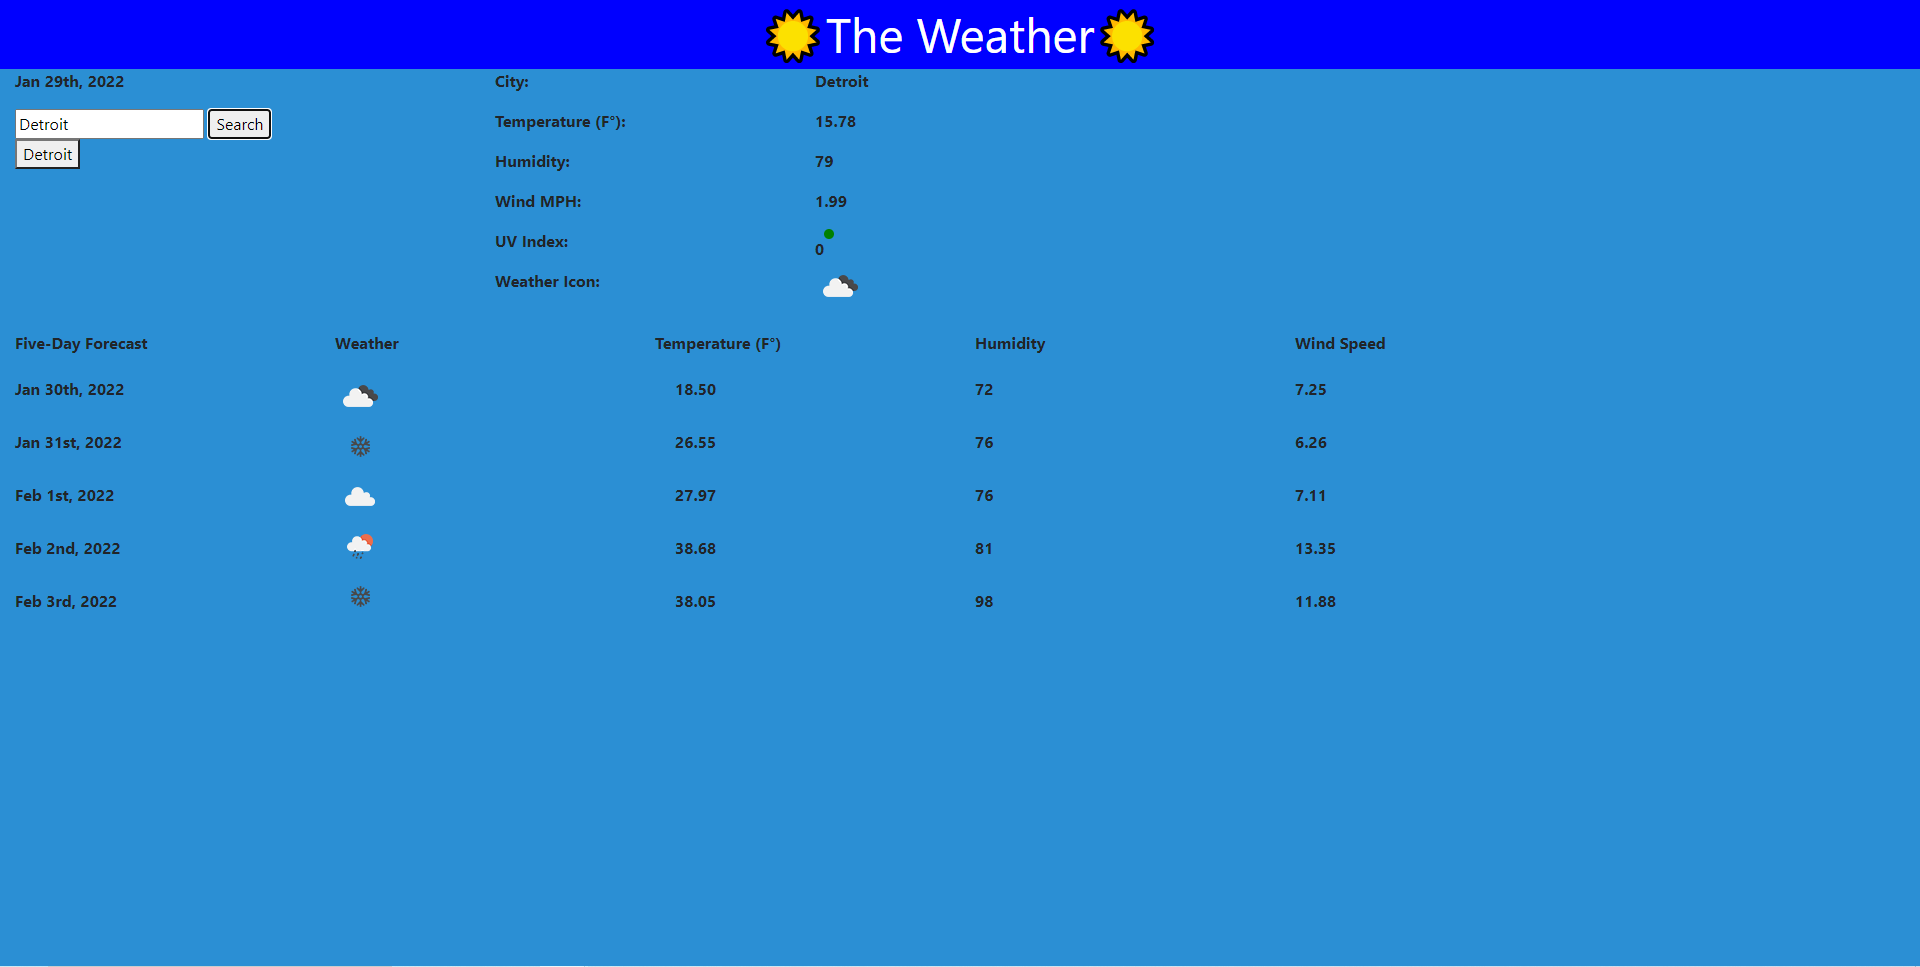 The Weather
Jan 29th, 2022
Detroit Search
Detroit
City: Detroit
Temperature (F°): 15.78
Humidity: 79
Wind MPH: 1.99
UV Index: 0
Weather Icon:
Five-Day Forecast Weather Temperature (F°) Humidity Wind Speed
Jan 30th, 2022 18.50 72 7.25
Jan 31st, 2022 26.55 76 6.26
Feb 1st, 2022 27.97 76 7.11
Feb 2nd, 2022 38.68 81 13.35
Feb 3rd, 2022 38.05 98 11.88